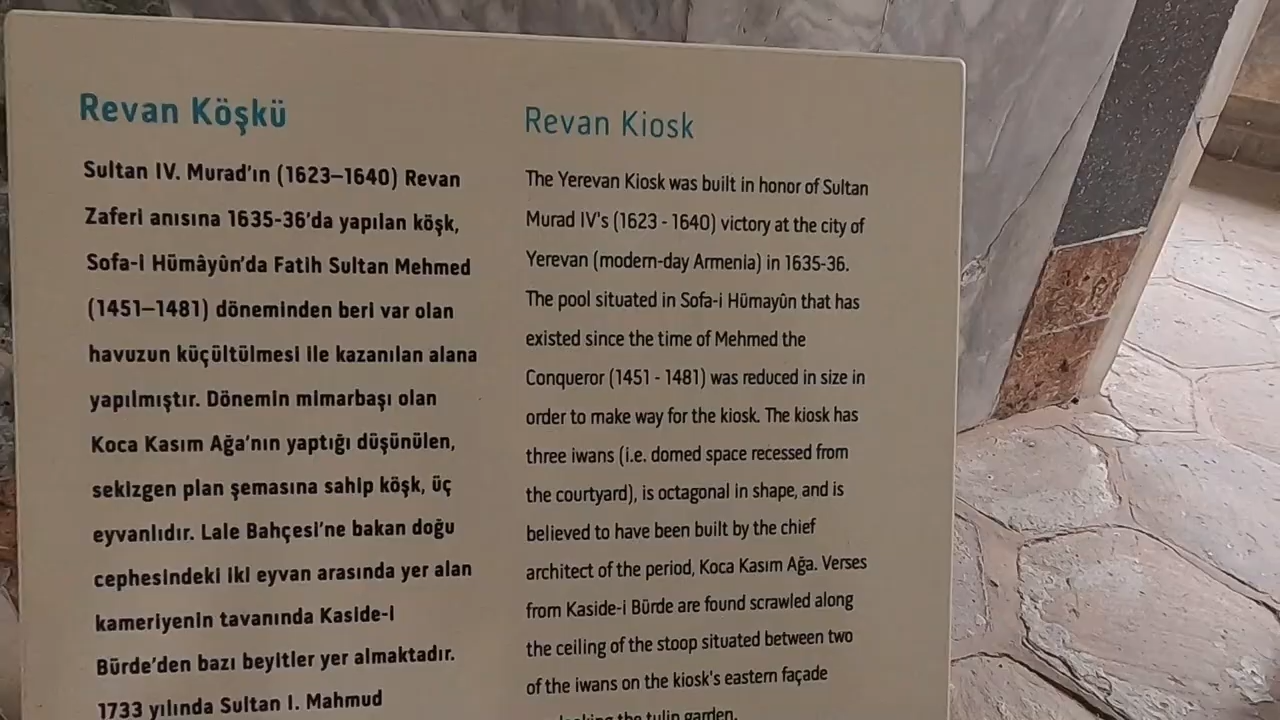 Revan Köşkü
Sultan IV. Murad'ın (1623–1640) Revan
Zaferi anısına 1635-36'da yapılan köşk,
Sofa-i Hümâyûn'da Fatih Sultan Mehmed
(1451–1481) döneminden beri var olan
havuzun küçültülmesi ile kazanılan alana
yapılmıştır. Dönemin mimarbaşı olan
Koca Kasım Ağa'nın yaptığı düşünülen,
sekizgen plan şemasına sahip köşk, üç
eyvanlıdır. Lale Bahçesi'ne bakan doğu
cephesindeki iki eyvan arasında yer alan
kameriyenin tavanında Kaside-i
Bürde'den bazı beyitler yer almaktadır.
1733 yılında Sultan I. Mahmud
Revan Kiosk
The Yerevan Kiosk was built in honor of Sultan
Murad IV's (1623 - 1640) victory at the city of
Yerevan (modern-day Armenia) in 1635-36.
The pool situated in Sofa-i Hümayûn that has
existed since the time of Mehmed the
Conqueror (1451 - 1481) was reduced in size in
order to make way for the kiosk. The kiosk has
three iwans (i.e. domed space recessed from
the courtyard), is octagonal in shape, and is
believed to have been built by the chief
architect of the period, Koca Kasım Ağa. Verses
from Kaside-i Bürde are found scrawled along
the ceiling of the stoop situated between two
of the iwans on the kiosk's eastern façade
the tulip garden.